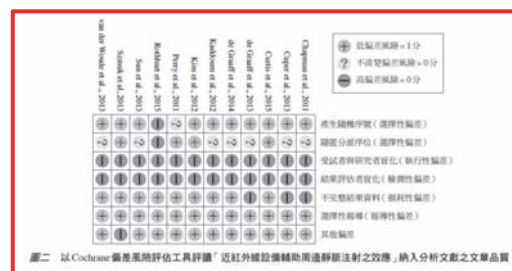 van der Woude et al., 2013
Szmuk et al., 2013
Sun et al., 2013
Rothbart et al., 2015
Perry et al., 2011
Kim et al., 2012
Kaddoum et al., 2012
de Graaff et al., 2014
de Graaff et al., 2013
Curtis et al., 2015
Cuper et al., 2013
Chapman et al., 2011
+ 低偏差風險=1分
? 不清楚偏差風險=0分
- 高偏差風險=0分
產生隨機序號(選擇性偏差)
隱匿分派序位(選擇性偏差)
受試者與研究者盲化(執行性偏差)
結果評估者盲化(檢測性偏差)
不完整結果資料(損耗性偏差)
選擇性報導(報導性偏差)
其他偏差
圖二 以Cochrane偏差風險評估工具評讀「近紅外線設備輔助周邊靜脈注射之效應」納入分析文獻之文章品質